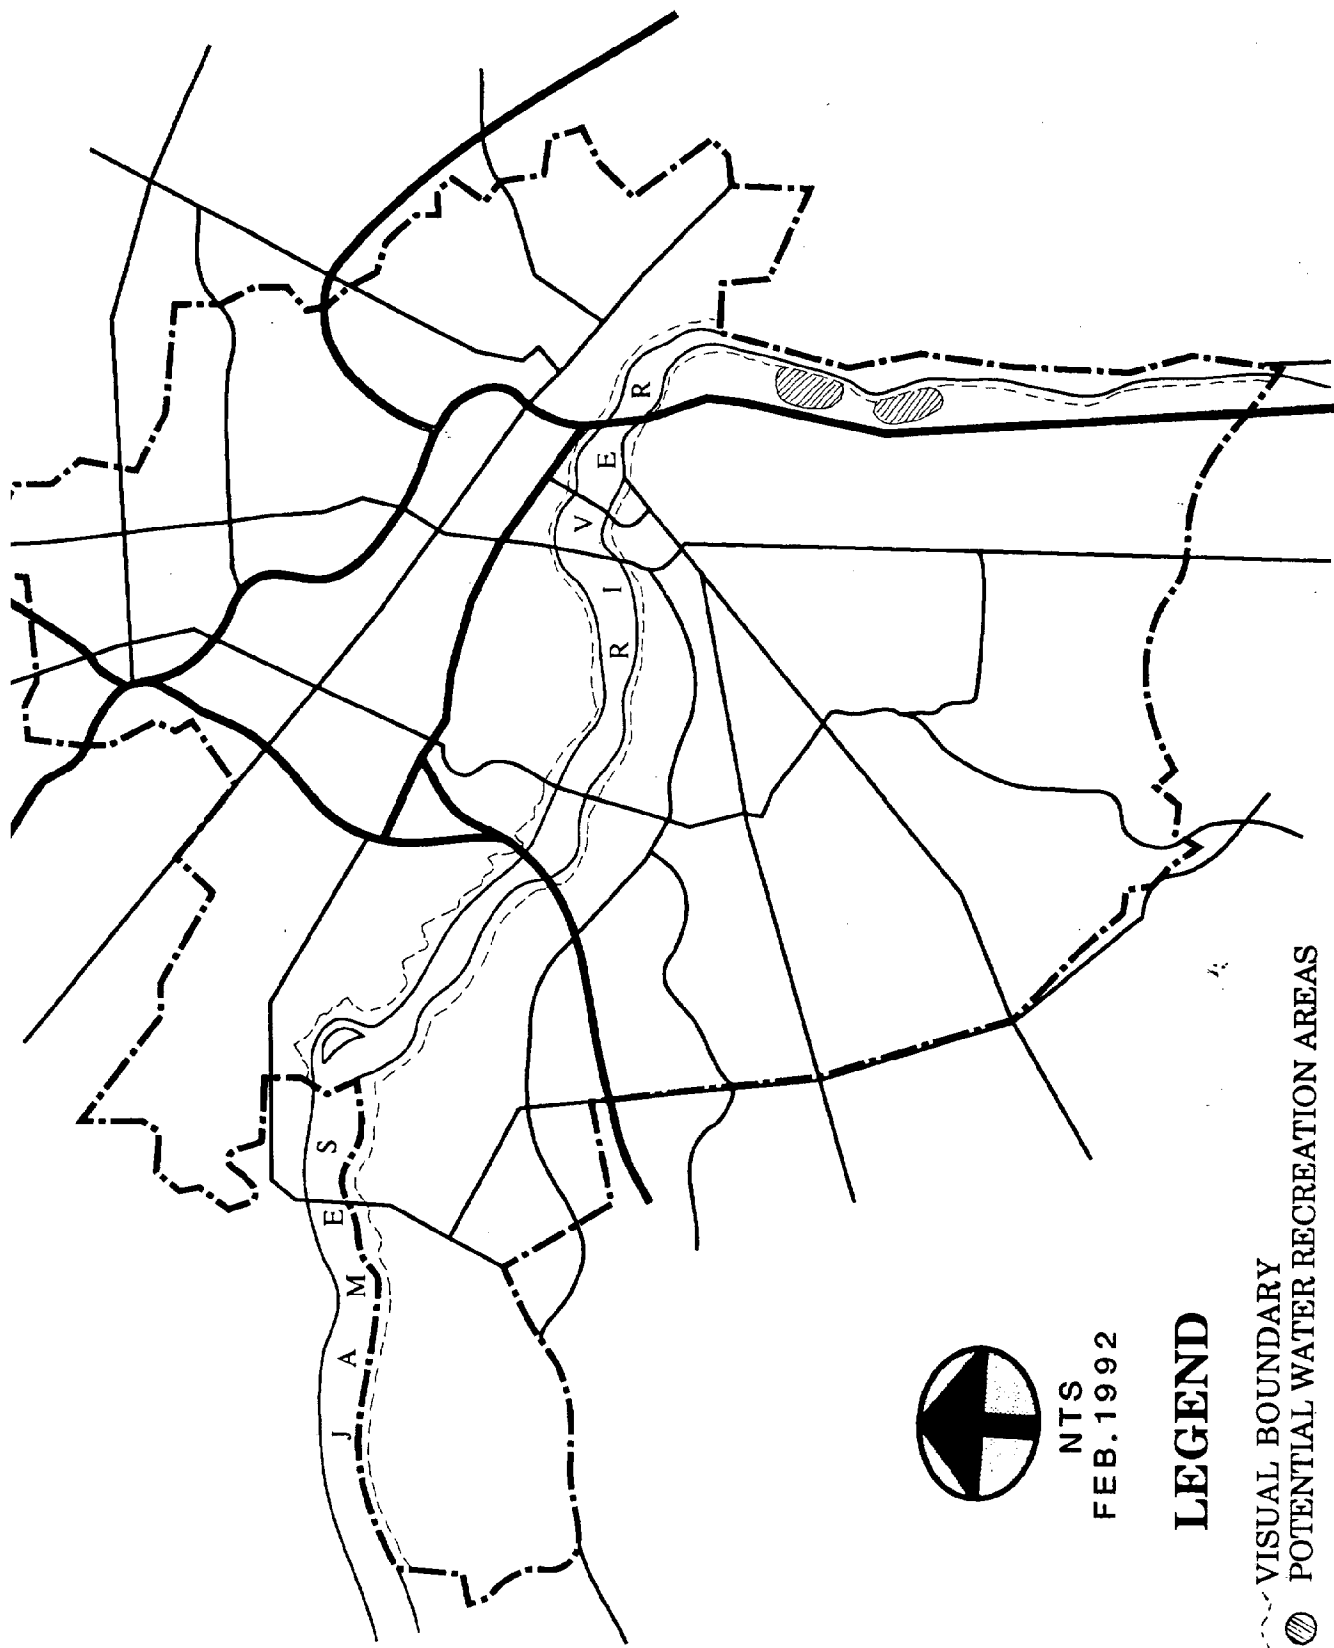 JAMES RIVER
NTS
FEB.1992
LEGEND
VISUAL BOUNDARY
POTENTIAL WATER RECREATION AREAS